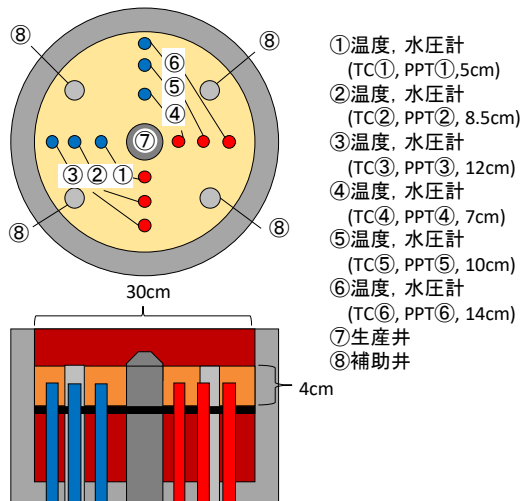 ⑧
⑧
⑥
⑤
④
⑦
③ ② ①
⑧
⑧
30cm
4cm
①温度, 水圧計
(TC①, PPT①,5cm)
②温度, 水圧計
(TC②, PPT②, 8.5cm)
③温度, 水圧計
(TC③, PPT③, 12cm)
④温度, 水圧計
(TC④, PPT④, 7cm)
⑤温度, 水圧計
(TC⑤, PPT⑤, 10cm)
⑥温度, 水圧計
(TC⑥, PPT⑥, 14cm)
⑦生産井
⑧補助井